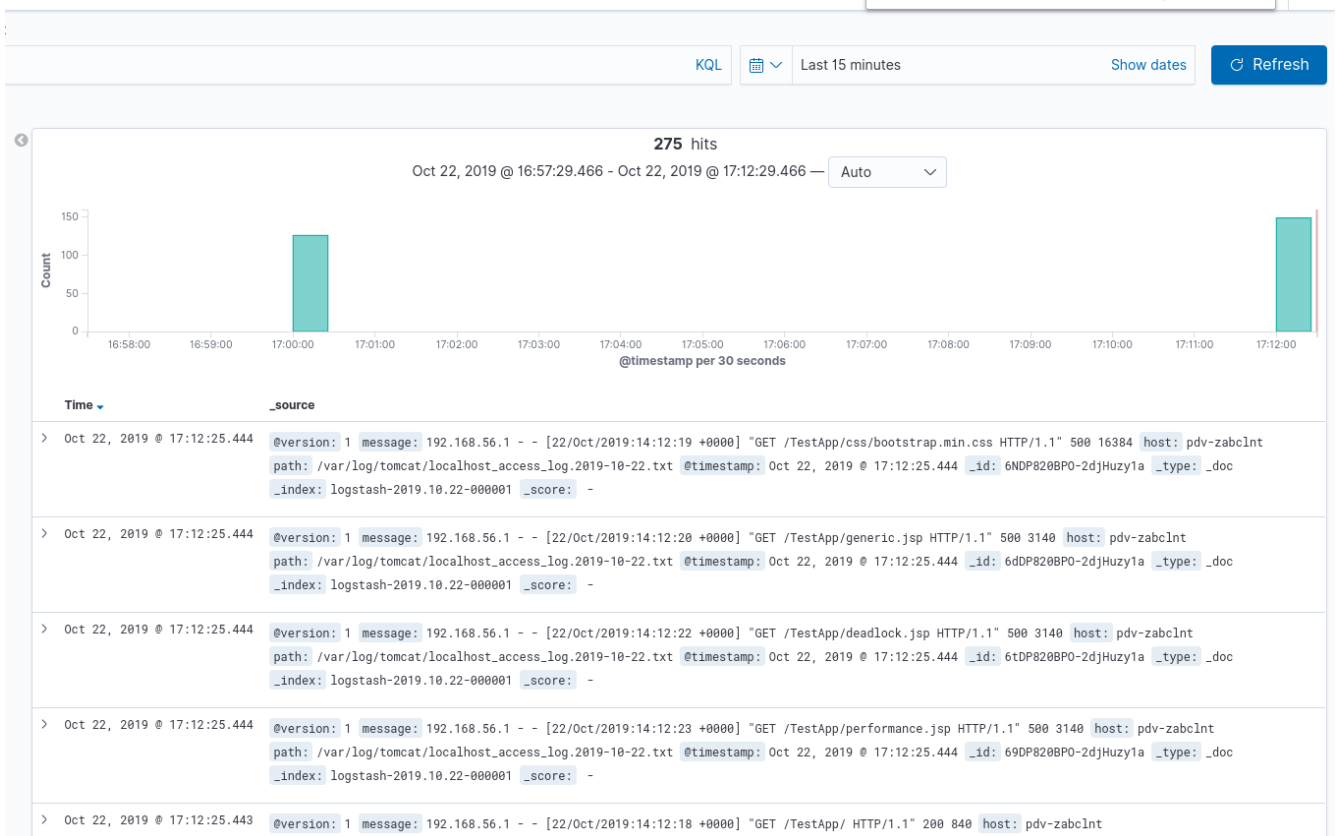 KQL Last 15 minutes Show dates Refresh
275 hits
Oct 22, 2019 @ 16:57:29.466 - Oct 22, 2019 @ 17:12:29.466 — Auto
150
100
50
0
Count
16:58:00 16:59:00 17:00:00 17:01:00 17:02:00 17:03:00 17:04:00 17:05:00 17:06:00 17:07:00 17:08:00 17:09:00 17:10:00 17:11:00 17:12:00
@timestamp per 30 seconds
Time _source
Oct 22, 2019 @ 17:12:25.444 @version: 1 message: 192.168.56.1 - - [22/Oct/2019:14:12:19 +0000] "GET /TestApp/css/bootstrap.min.css HTTP/1.1" 500 16384 host: pdv-zabclnt
path: /var/log/tomcat/localhost_access_log.2019-10-22.txt @timestamp: Oct 22, 2019 @ 17:12:25.444 _id: 6NDP820BPO-2djHuzy1a _type: _doc
_index: logstash-2019.10.22-000001 _score: -
Oct 22, 2019 @ 17:12:25.444 @version: 1 message: 192.168.56.1 - - [22/Oct/2019:14:12:20 +0000] "GET /TestApp/generic.jsp HTTP/1.1" 500 3140 host: pdv-zabclnt
path: /var/log/tomcat/localhost_access_log.2019-10-22.txt @timestamp: Oct 22, 2019 @ 17:12:25.444 _id: 6dDP820BPO-2djHuzy1a _type: _doc
_index: logstash-2019.10.22-000001 _score: -
Oct 22, 2019 @ 17:12:25.444 @version: 1 message: 192.168.56.1 - - [22/Oct/2019:14:12:22 +0000] "GET /TestApp/deadlock.jsp HTTP/1.1" 500 3140 host: pdv-zabclnt
path: /var/log/tomcat/localhost_access_log.2019-10-22.txt @timestamp: Oct 22, 2019 @ 17:12:25.444 _id: 6tDP820BPO-2djHuzy1a _type: _doc
_index: logstash-2019.10.22-000001 _score: -
Oct 22, 2019 @ 17:12:25.444 @version: 1 message: 192.168.56.1 - - [22/Oct/2019:14:12:23 +0000] "GET /TestApp/performance.jsp HTTP/1.1" 500 3140 host: pdv-zabclnt
path: /var/log/tomcat/localhost_access_log.2019-10-22.txt @timestamp: Oct 22, 2019 @ 17:12:25.444 _id: 69DP820BPO-2djHuzy1a _type: _doc
_index: logstash-2019.10.22-000001 _score: -
Oct 22, 2019 @ 17:12:25.443 @version: 1 message: 192.168.56.1 - - [22/Oct/2019:14:12:18 +0000] "GET /TestApp/ HTTP/1.1" 200 840 host: pdv-zabclnt